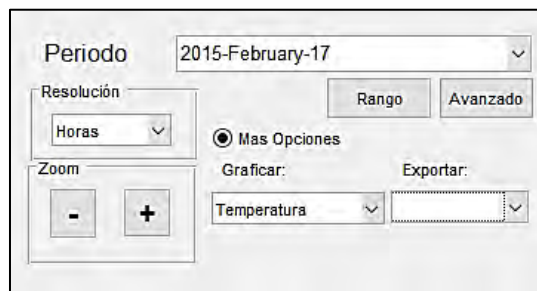 Periodo 2015-February-17
Resolución
Rango Avanzado
Horas
Mas Opciones
Zoom
Graficar: Exportar:
- +
Temperatura